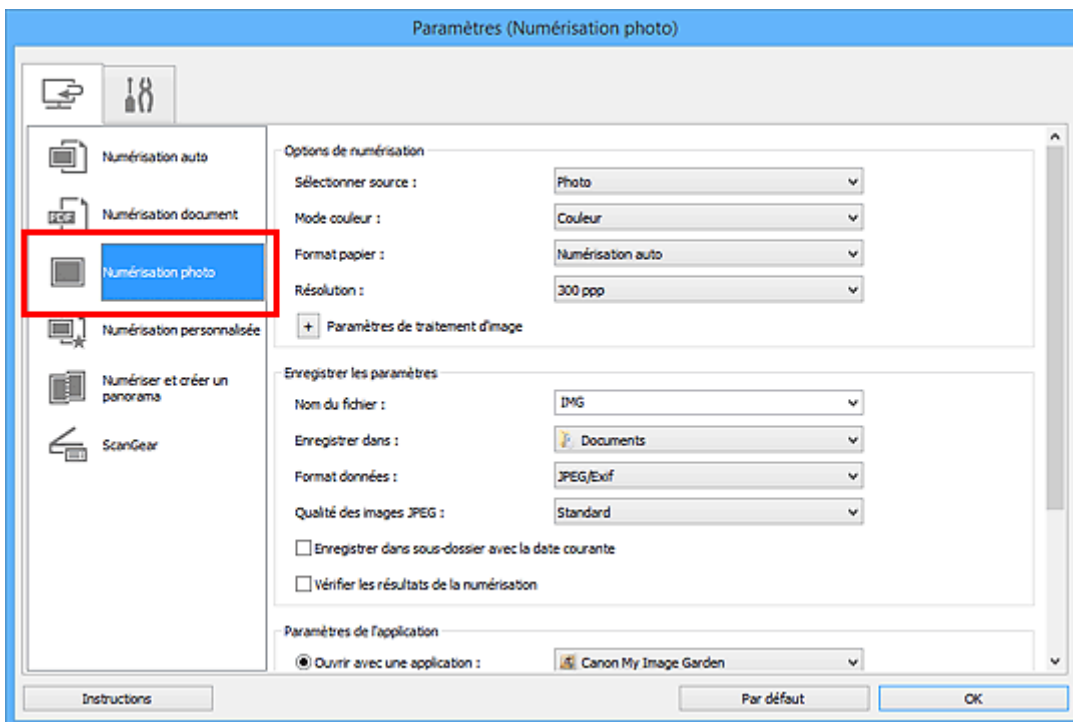 Paramètres (Numérisation photo)
Numérisation auto
Numérisation document
Numérisation photo
Numérisation personnalisée
Numériser et créer un
panorama
ScanGear
Options de numérisation
Sélectionner source : Photo
Mode couleur : Couleur
Format papier : Numérisation auto
Résolution : 300 ppp
+ Paramètres de traitement d'image
Enregistrer les paramètres
Nom du fichier : IMG
Enregistrer dans : Documents
Format données : JPEG/Exif
Qualité des images JPEG : Standard
Enregistrer dans sous-dossier avec la date courante
Vérifier les résultats de la numérisation
Paramètres de l'application
Ouvrir avec une application : Canon My Image Garden
Instructions Par défaut OK